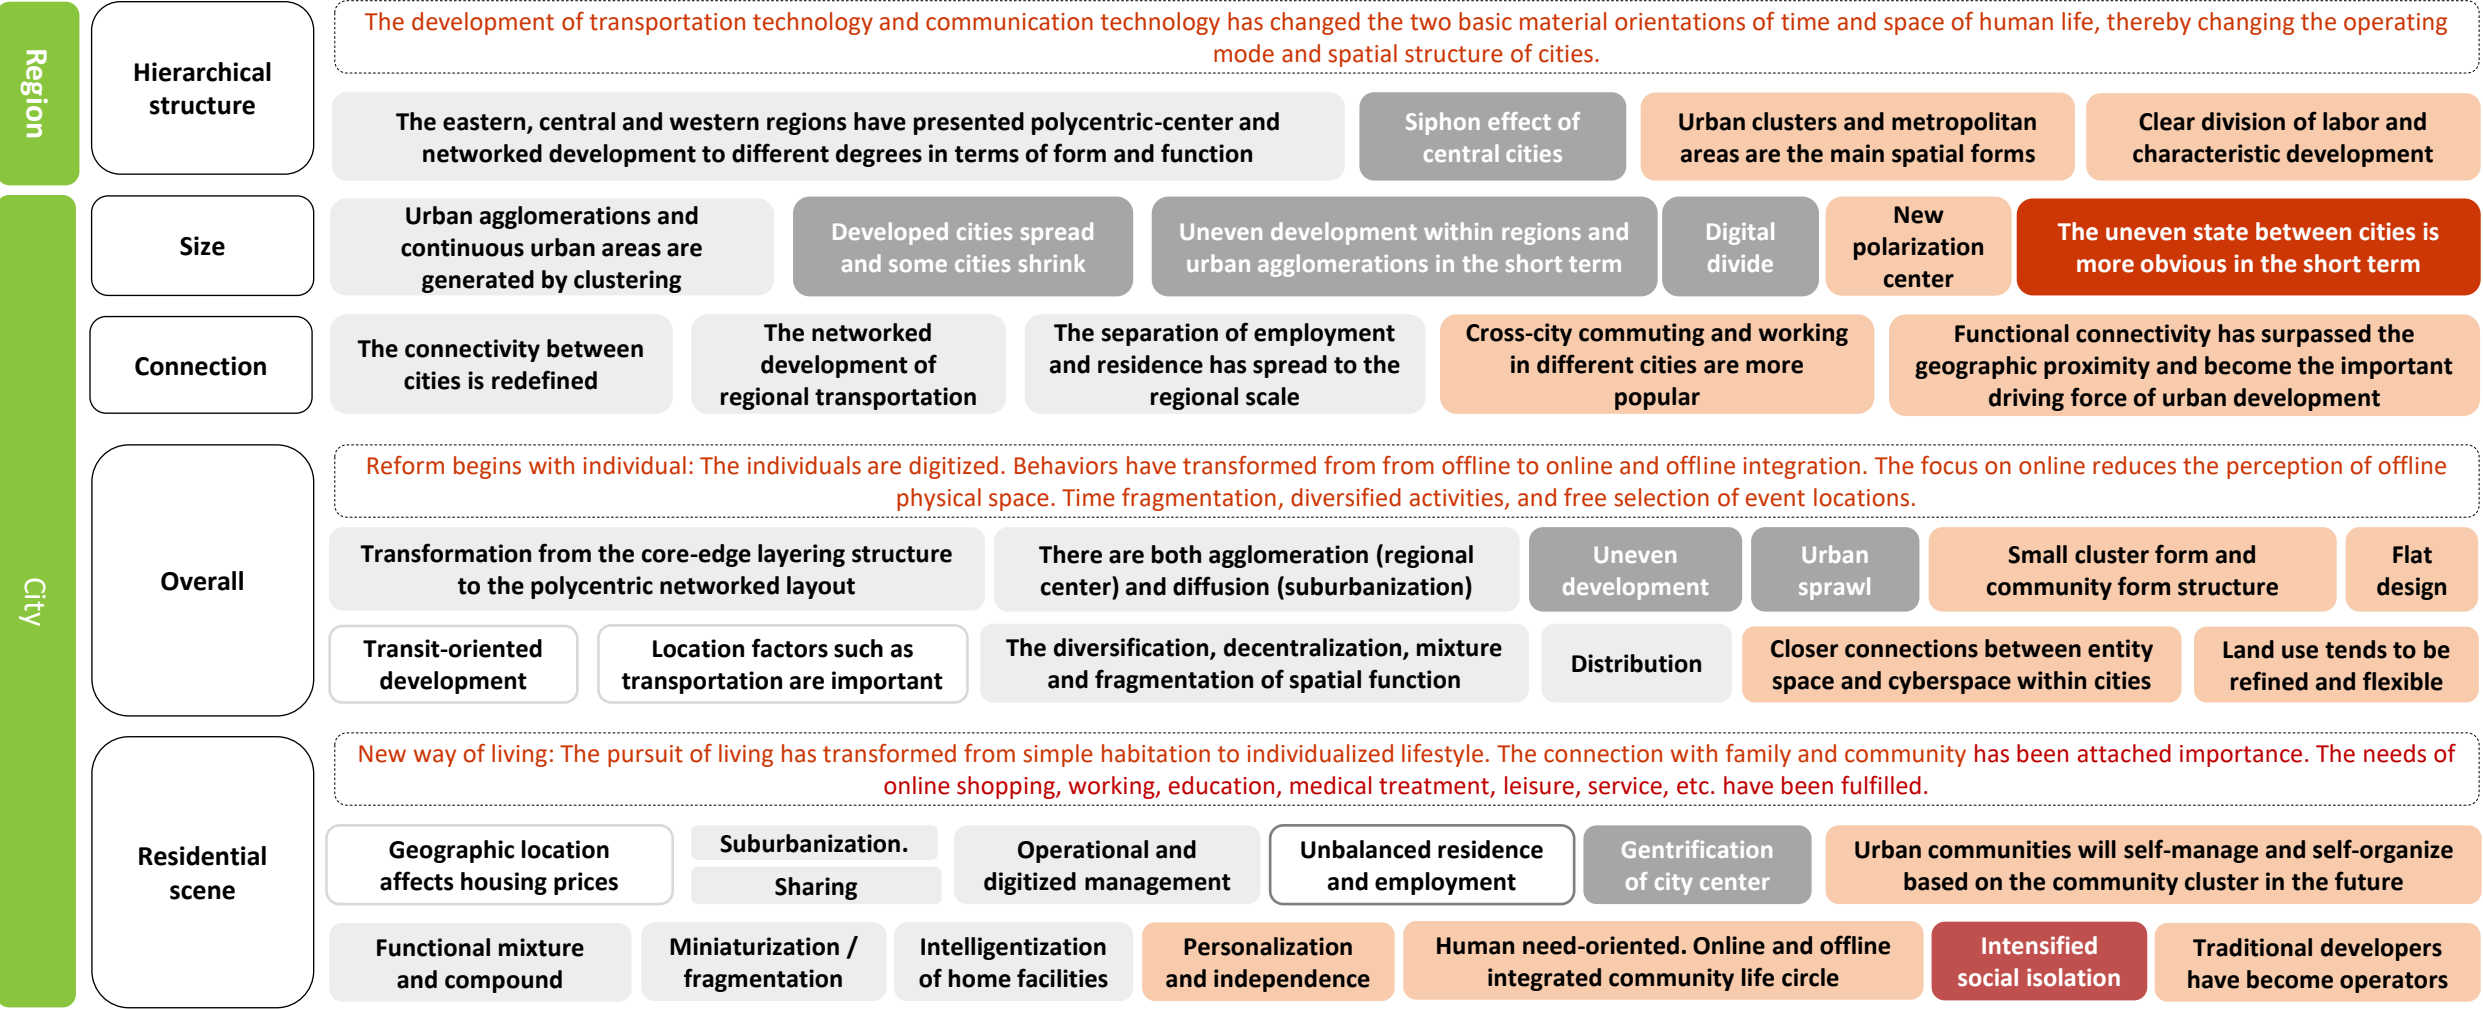 Region
Hierarchical
structure
The development of transportation technology and communication technology has changed the two basic material orientations of time and space of human life, thereby changing the operating
mode and spatial structure of cities.
The eastern, central and western regions have presented polycentric-center and
networked development to different degrees in terms of form and function
Siphon effect of
central cities
Urban clusters and metropolitan
areas are the main spatial forms
Clear division of labor and
characteristic development
City
Size
Urban agglomerations and
continuous urban areas are
generated by clustering
Developed cities spread
and some cities shrink
Uneven development within regions and
urban agglomerations in the short term
Digital
divide
New
polarization
center
The uneven state between cities is
more obvious in the short term
Connection
The connectivity between
cities is redefined
The networked
development of
regional transportation
The separation of employment
and residence has spread to the
regional scale
Cross-city commuting and working
in different cities are more
popular
Functional connectivity has surpassed the
geographic proximity and become the important
driving force of urban development
Overall
Reform begins with individual: The individuals are digitized. Behaviors have transformed from from offline to online and offline integration. The focus on online reduces the perception of offline
physical space. Time fragmentation, diversified activities, and free selection of event locations.
Transformation from the core-edge layering structure
to the polycentric networked layout
There are both agglomeration (regional
center) and diffusion (suburbanization)
Uneven
development
Urban
sprawl
Small cluster form and
community form structure
Flat
design
Transit-oriented
development
Location factors such as
transportation are important
The diversification, decentralization, mixture
and fragmentation of spatial function
Distribution
Closer connections between entity
space and cyberspace within cities
Land use tends to be
refined and flexible
Residential
scene
New way of living: The pursuit of living has transformed from simple habitation to individualized lifestyle. The connection with family and community has been attached importance. The needs of
online shopping, working, education, medical treatment, leisure, service, etc. have been fulfilled.
Geographic location
affects housing prices
Suburbanization.
Sharing
Operational and
digitized management
Unbalanced residence
and employment
Gentrification
of city center
Urban communities will self-manage and self-organize
based on the community cluster in the future
Functional mixture
and compound
Miniaturization /
fragmentation
Intelligentization
of home facilities
Personalization
and independence
Human need-oriented. Online and offline
integrated community life circle
Intensified
social isolation
Traditional developers
have become operators